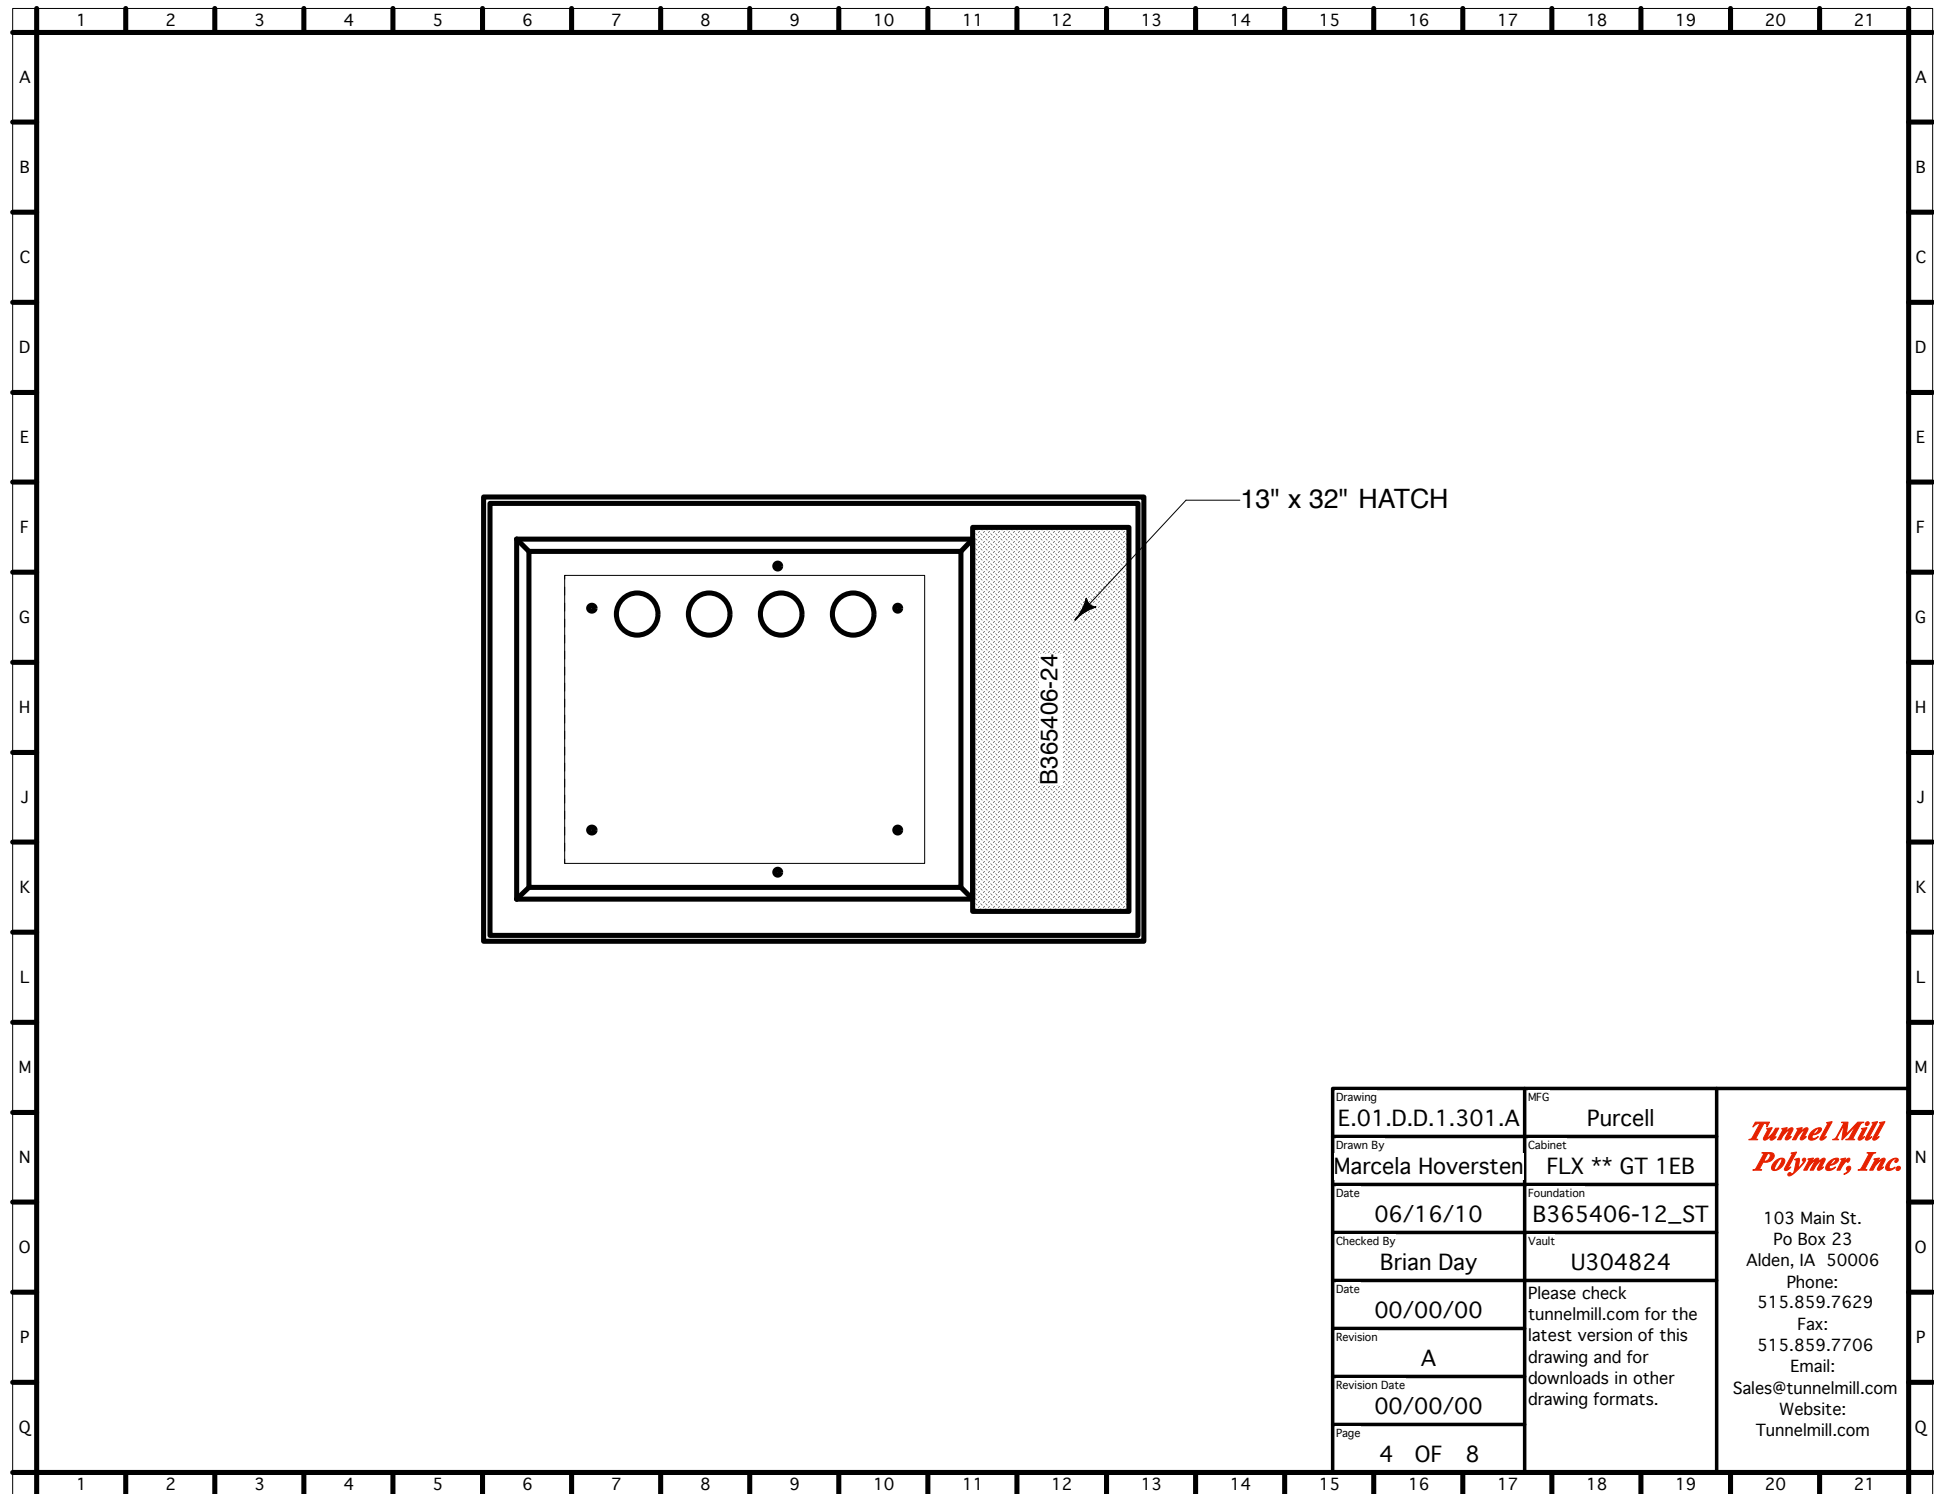 1 2 3 4 5 6 7 8 9 10 11 12 13 14 15 16 17 18 19 20 21
A A
B B
C C
D D
E E
13" x 32" HATCH
F F
G G
B365406-24
H H
J J
K K
L L
M M
N N
O O
P P
Q Q
Drawing
E.01.D.D.1.301.A
MFG
Purcell
Drawn By
Marcela Hoversten
Cabinet
FLX ** GT 1EB
Date
06/16/10
Foundation
B365406-12_ST
Checked By
Brian Day
Vault
U304824
Date
00/00/00
Revision
A
Revision Date
00/00/00
Page
4 OF 8
Please check
tunnelmill.com for the
latest version of this
drawing and for
downloads in other
drawing formats.
Tunnel Mill
Polymer, Inc.
103 Main St.
Po Box 23
Alden, IA 50006
Phone:
515.859.7629
Fax:
515.859.7706
Email:
Sales@tunnelmill.com
Website:
Tunnelmill.com
1 2 3 4 5 6 7 8 9 10 11 12 13 14 15 16 17 18 19 20 21